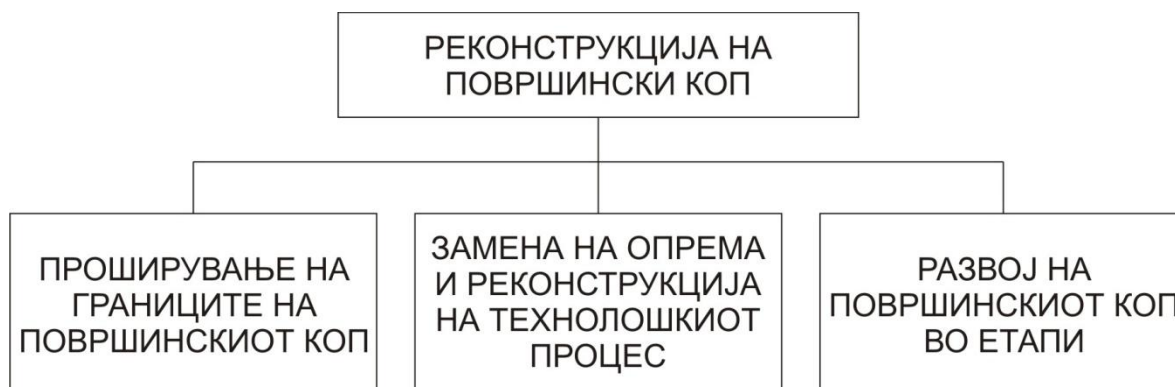 РЕКОНСТРУКЦИЈА НА
ПОВРШИНСКИ КОП
ПРОШИРУВАЊЕ НА
ГРАНИЦИТЕ НА
ПОВРШИНСКИОТ КОП
ЗАМЕНА НА ОПРЕМА
И РЕКОНСТРУКЦИЈА
НА ТЕХНОЛОШКИОТ
ПРОЦЕС
РАЗВОЈ НА
ПОВРШИНСКИОТ КОП
ВО ЕТАПИ